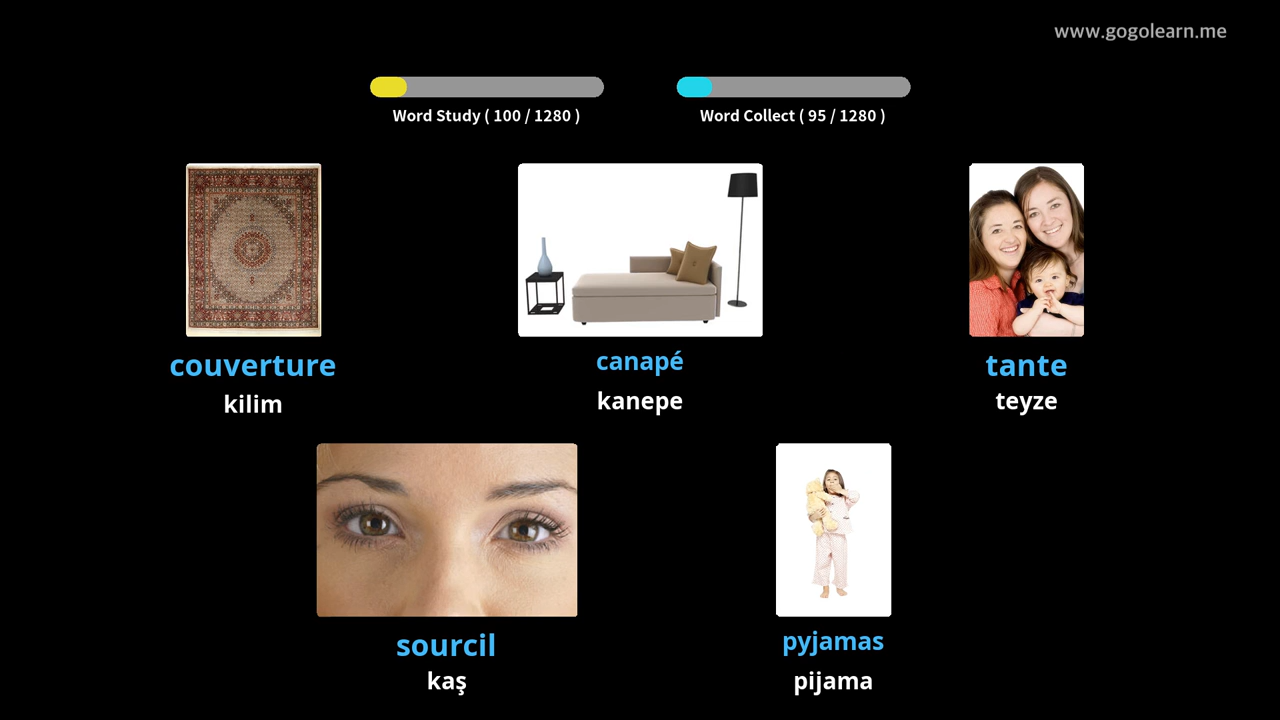 www.gogolearn.me
Word Study ( 100 / 1280 )
Word Collect ( 95 / 1280 )
couverture
kilim
canapé
kanepe
tante
teyze
sourcil
kaş
pyjamas
pijama